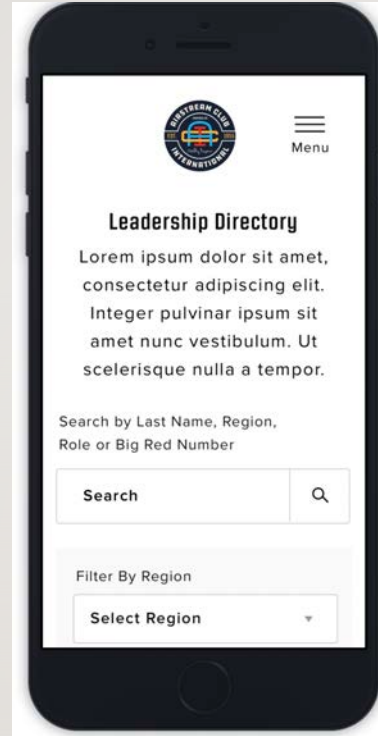 AIRSTREAM CLUB
INTERNATIONAL
Menu
Leadership Directory
Lorem ipsum dolor sit amet,
consectetur adipiscing elit.
Integer pulvinar ipsum sit
amet nunc vestibulum. Ut
scelerisque nulla a tempor.
Search by Last Name, Region,
Role or Big Red Number
Search
Filter By Region
Select Region